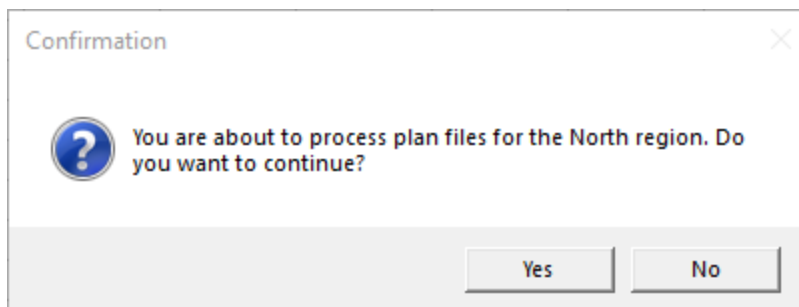 Confirmation
You are about to process plan files for the North region. Do
you want to continue?
Yes
No